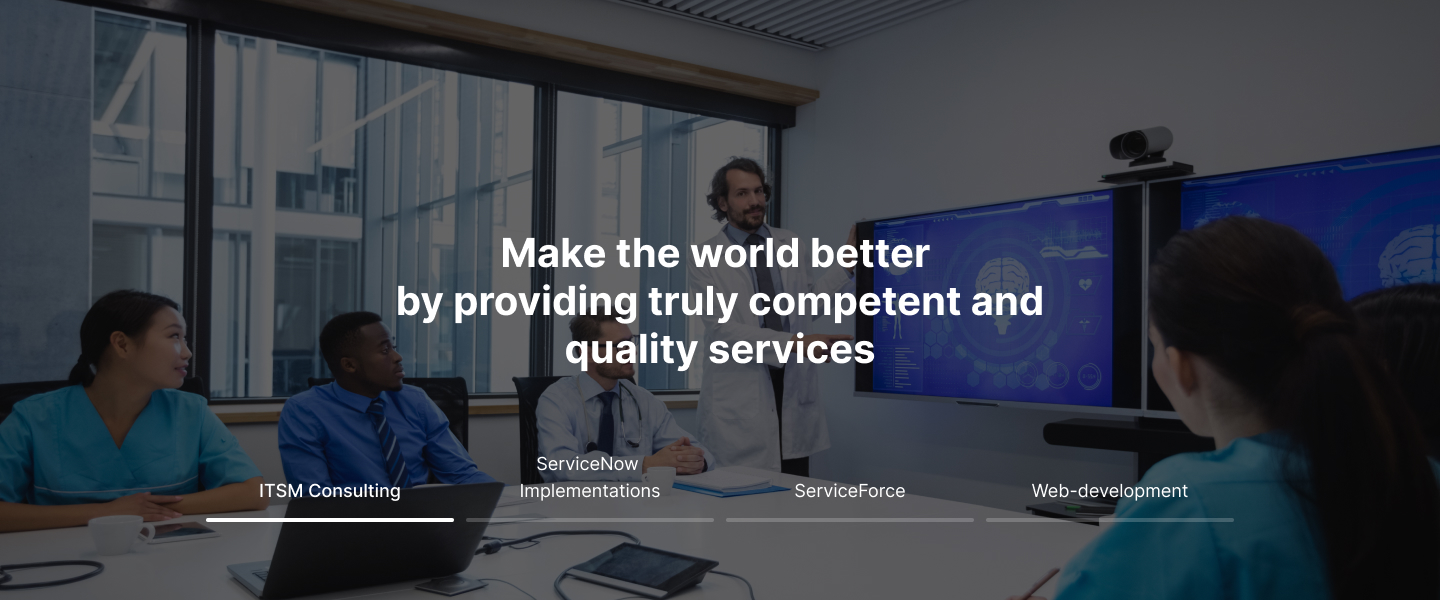 Make the world better
by providing truly competent and
quality services
ITSM Consulting
ServiceNow
Implementations
ServiceForce
Web-development